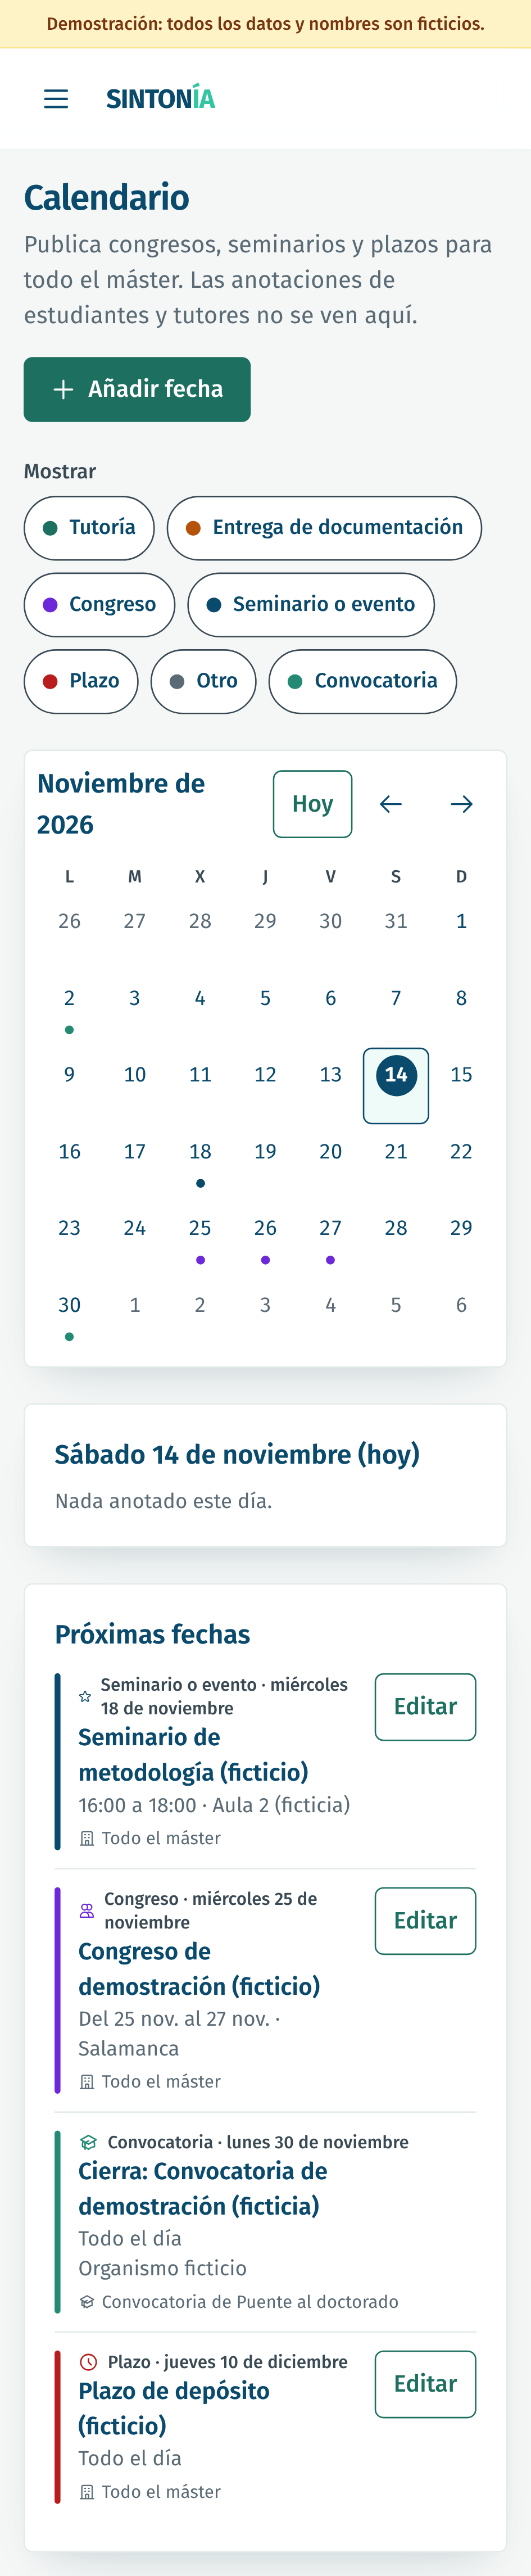 Demostración: todos los datos y nombres son ficticios.
SINTONÍA
Calendario
Publica congresos, seminarios y plazos para
todo el máster. Las anotaciones de
estudiantes y tutores no se ven aquí.
Añadir fecha
Mostrar
Tutoría
Entrega de documentación
Congreso
Seminario o evento
Plazo
Otro
Convocatoria
Noviembre de
2026
Hoy
L M X J V S D
26 27 28 29 30 31 1
2 3 4 5 6 7 8
9 10 11 12 13 14 15
16 17 18 19 20 21 22
23 24 25 26 27 28 29
30 1 2 3 4 5 6
Sábado 14 de noviembre (hoy)
Nada anotado este día.
Próximas fechas
Seminario o evento · miércoles
18 de noviembre
Editar
Seminario de
metodología (ficticio)
16:00 a 18:00 · Aula 2 (ficticia)
Todo el máster
Congreso · miércoles 25 de
noviembre
Editar
Congreso de
demostración (ficticio)
Del 25 nov. al 27 nov. ·
Salamanca
Todo el máster
Convocatoria · lunes 30 de noviembre
Cierra: Convocatoria de
demostración (ficticia)
Todo el día
Organismo ficticio
Convocatoria de Puente al doctorado
Plazo · jueves 10 de diciembre
Editar
Plazo de depósito
(ficticio)
Todo el día
Todo el máster